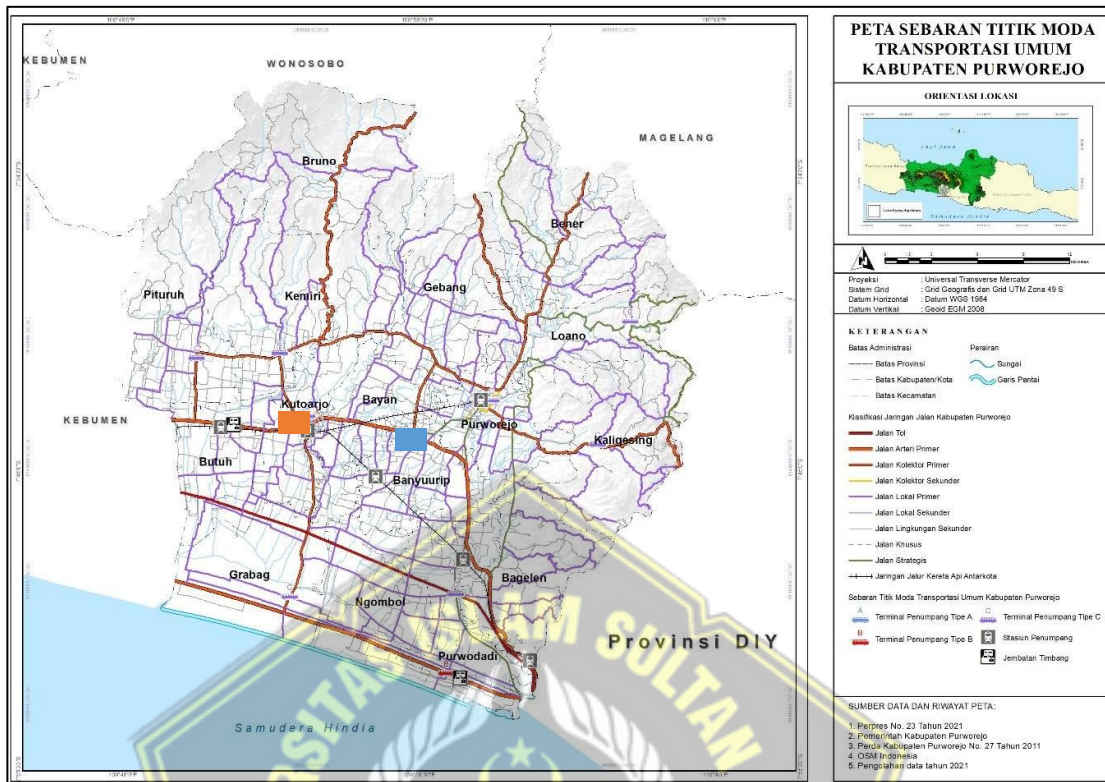 PETA SEBARAN TITIK MODA
TRANSPORTASI UMUM
KABUPATEN PURWOREJO
ORIENTASI LOKASI
Laut Jawa
Samudera Hindia
Proyeksi : Universal Transverse Mercator
Sistem Grid : Grid Geografis dan Grid UTM Zona 49 S
Datum Horizontal : Datum WGS 1984
Datum Vertikal : Geoid EGM 2008
KETERANGAN
Batas Administrasi
Batas Provinsi
Batas Kabupaten/Kota
Batas Kecamatan
Perairan
Sungai
Garis Pantai
Klasifikasi Jaringan Jalan Kabupaten Purworejo
Jalan Tol
Jalan Arteri Primer
Jalan Kolektor Primer
Jalan Kolektor Sekunder
Jalan Lokal Primer
Jalan Lokal Sekunder
Jalan Lingkungan Sekunder
Jalan Khusus
Jalan Strategis
Jaringan Jalur Kereta Api Antarkota
Sebaran Titik Moda Transportasi Umum Kabupaten Purworejo
A Terminal Penumpang Tipe A
B Terminal Penumpang Tipe B
C Terminal Penumpang Tipe C
Stasiun Penumpang
Jembatan Timbang
SUMBER DATA DAN RIWAYAT PETA:
1. Perpres No. 23 Tahun 2021
2. Pemerintah Kabupaten Purworejo
3. Perda Kabupaten Purworejo No. 27 Tahun 2011
4. OSM Indonesia
5. Pengolahan data tahun 2021
KEBUMEN
WONOSOBO
MAGELANG
Bruno
Bener
Pituruh
Kemiri
Gebang
Loano
Kutoarjo
Bayan
KEBUMEN
Purworejo
Kaligesing
Butuh
Banyuurip
Grabag
Ngombol
Bagelen
Purwodadi
Provinsi DIY
Samudera Hindia
SULTAN